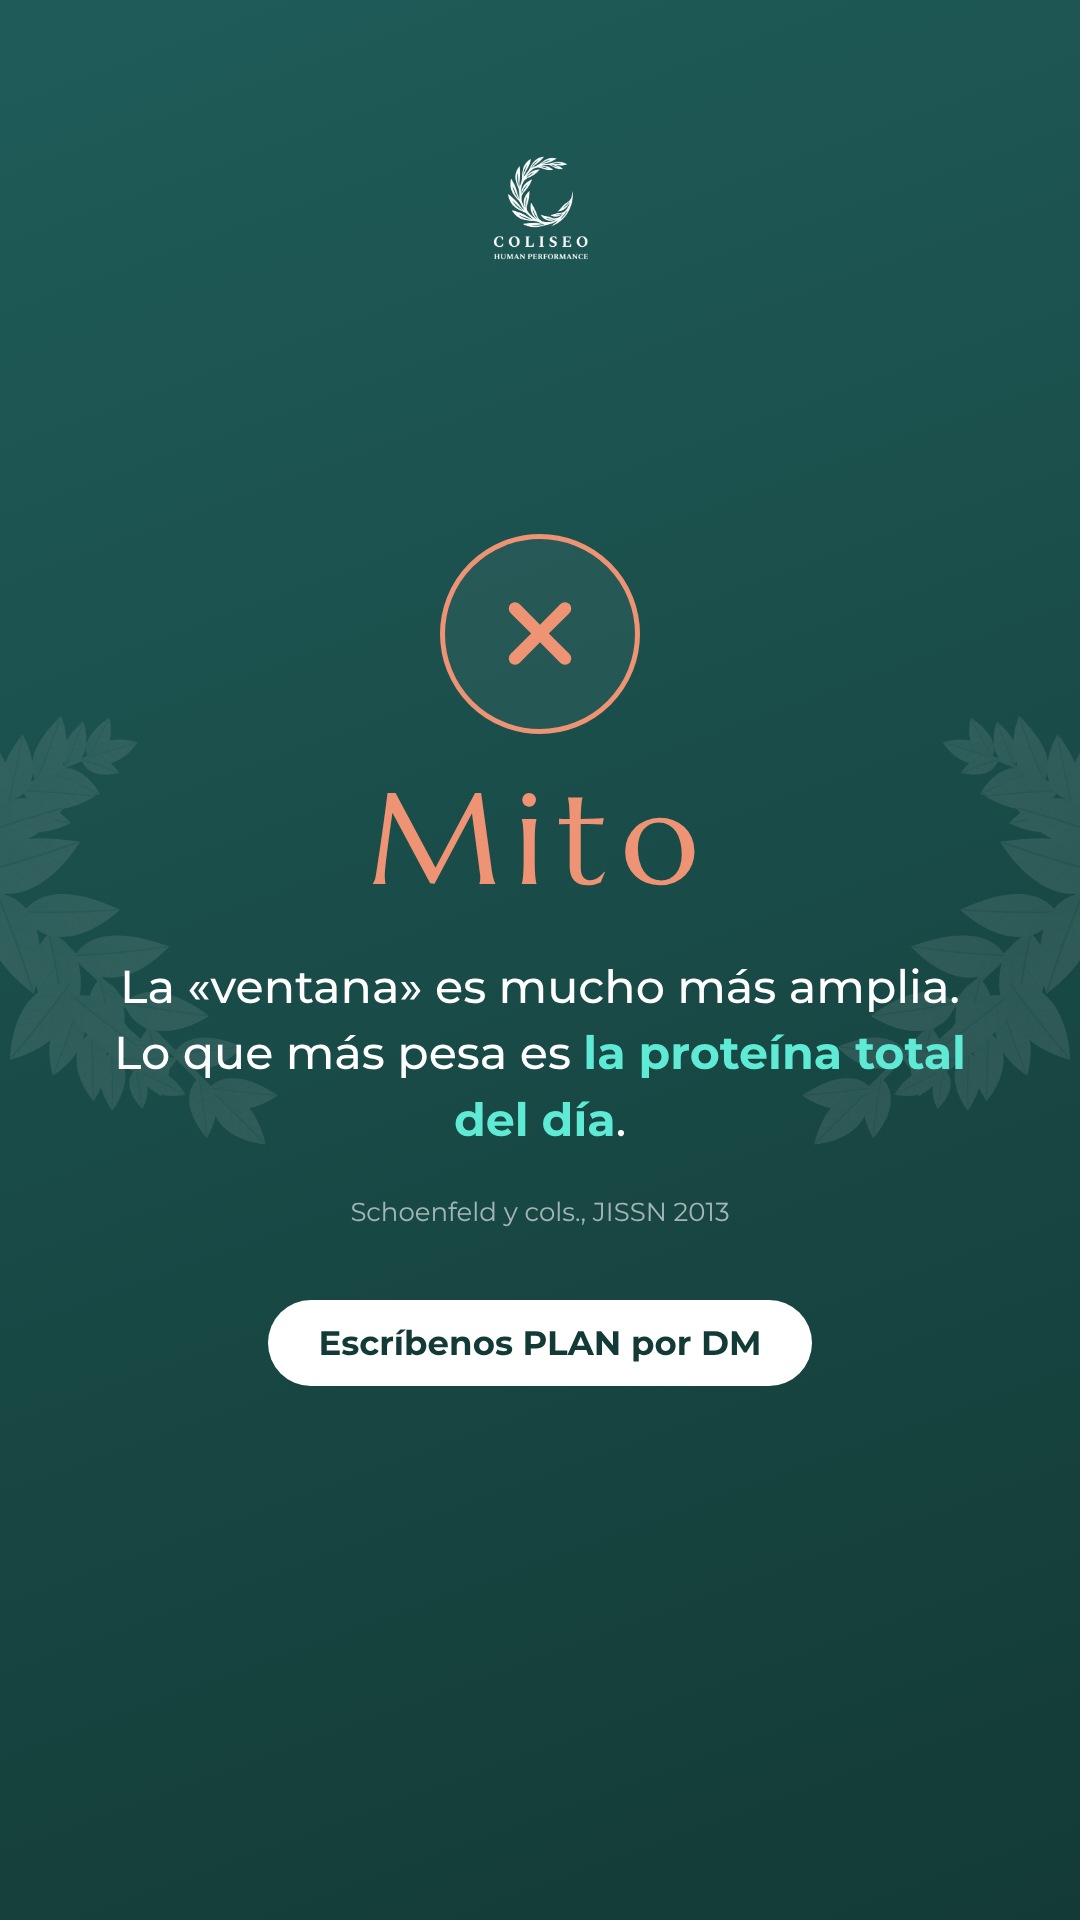 COLISEO
HUMAN PERFORMANCE
Mito
La «ventana» es mucho más amplia.
Lo que más pesa es la proteína total
del día.
Schoenfeld y cols., JISSN 2013
Escríbenos PLAN por DM